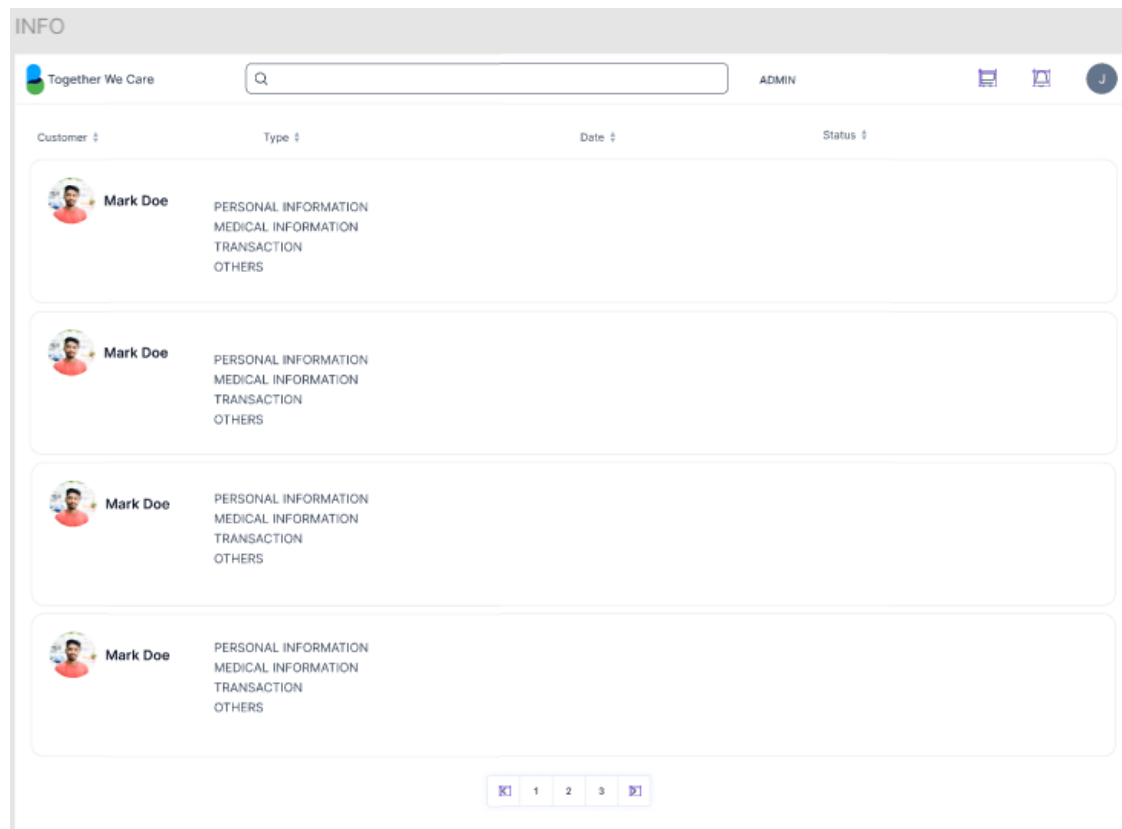 INFO
Together We Care
ADMIN
J
Customer Type Date Status
Mark Doe
PERSONAL INFORMATION
MEDICAL INFORMATION
TRANSACTION
OTHERS
Mark Doe
PERSONAL INFORMATION
MEDICAL INFORMATION
TRANSACTION
OTHERS
Mark Doe
PERSONAL INFORMATION
MEDICAL INFORMATION
TRANSACTION
OTHERS
Mark Doe
PERSONAL INFORMATION
MEDICAL INFORMATION
TRANSACTION
OTHERS
1 2 3